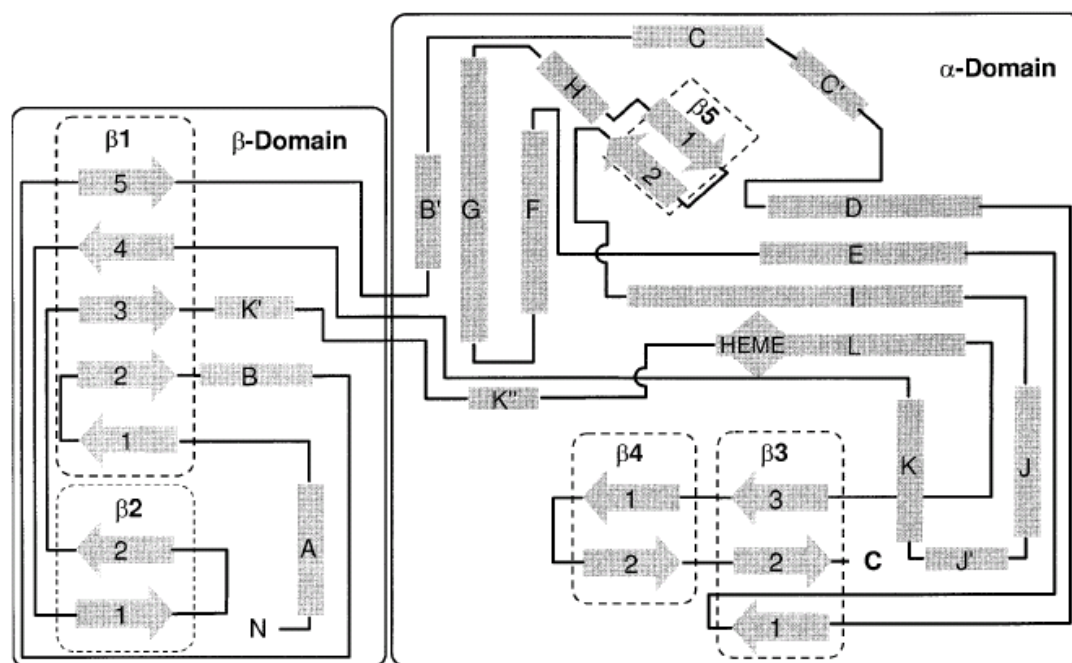 C
α-Domain
H
C'
β5
1
2
β1
β-Domain
5
B'
G
F
D
4
E
3
K'
I
HEME
L
2
B
K''
1
β4
β3
K
J
β2
A
1
3
2
2
2
C
J'
1
N
1